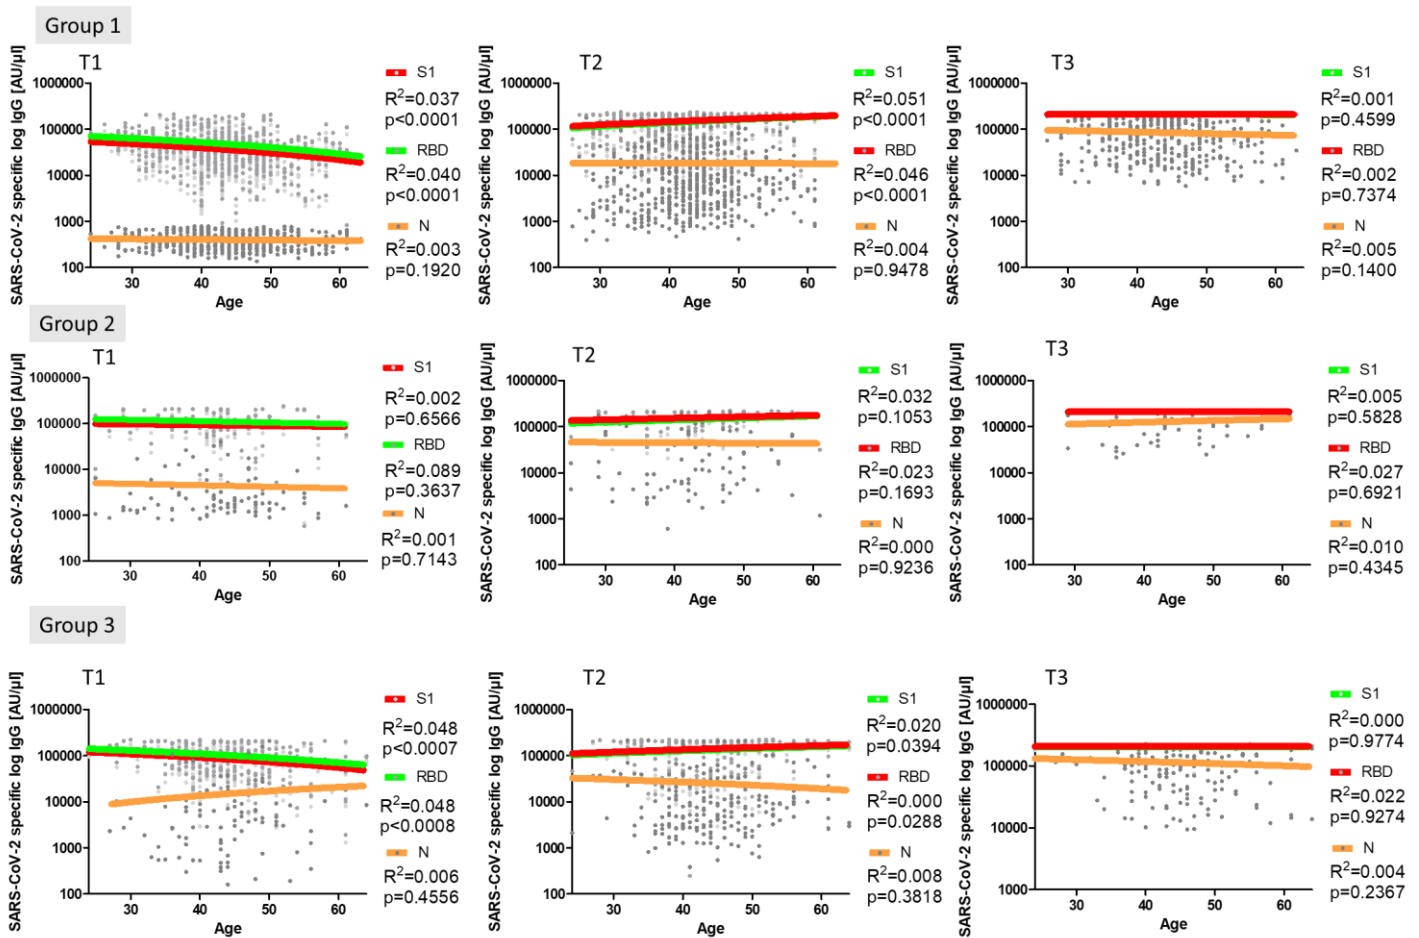 Group 1
SARS-CoV-2 specific log IgG [AU/µl]
T1
1000000
100000
10000
1000
100
30
40
50
60
Age
S1
R²=0.037
p<0.0001
RBD
R²=0.040
p<0.0001
N
R²=0.003
p=0.1920
SARS-CoV-2 specific log IgG [AU/µl]
T2
1000000
100000
10000
1000
100
30
40
50
60
Age
S1
R²=0.051
p<0.0001
RBD
R²=0.046
p<0.0001
N
R²=0.004
p=0.9478
SARS-CoV-2 specific log IgG [AU/µl]
T3
1000000
100000
10000
1000
100
30
40
50
60
Age
S1
R²=0.001
p=0.4599
RBD
R²=0.002
p=0.7374
N
R²=0.005
p=0.1400
Group 2
SARS-CoV-2 specific log IgG [AU/µl]
T1
1000000
100000
10000
1000
100
30
40
50
60
Age
S1
R²=0.002
p=0.6566
RBD
R²=0.089
p=0.3637
N
R²=0.001
p=0.7143
SARS-CoV-2 specific log IgG [AU/µl]
T2
1000000
100000
10000
1000
100
30
40
50
60
Age
S1
R²=0.032
p=0.1053
RBD
R²=0.023
p=0.1693
N
R²=0.000
p=0.9236
SARS-CoV-2 specific log IgG [AU/µl]
T3
1000000
100000
10000
1000
100
30
40
50
60
Age
S1
R²=0.005
p=0.5828
RBD
R²=0.027
p=0.6921
N
R²=0.010
p=0.4345
Group 3
SARS-CoV-2 specific log IgG [AU/µl]
T1
1000000
100000
10000
1000
100
30
40
50
60
Age
S1
R²=0.048
p<0.0007
RBD
R²=0.048
p<0.0008
N
R²=0.006
p=0.4556
SARS-CoV-2 specific log IgG [AU/µl]
T2
1000000
100000
10000
1000
100
30
40
50
60
Age
S1
R²=0.020
p=0.0394
RBD
R²=0.000
p=0.0288
N
R²=0.008
p=0.3818
SARS-CoV-2 specific log IgG [AU/µl]
T3
1000000
100000
10000
1000
30
40
50
60
Age
S1
R²=0.000
p=0.9774
RBD
R²=0.022
p=0.9274
N
R²=0.004
p=0.2367